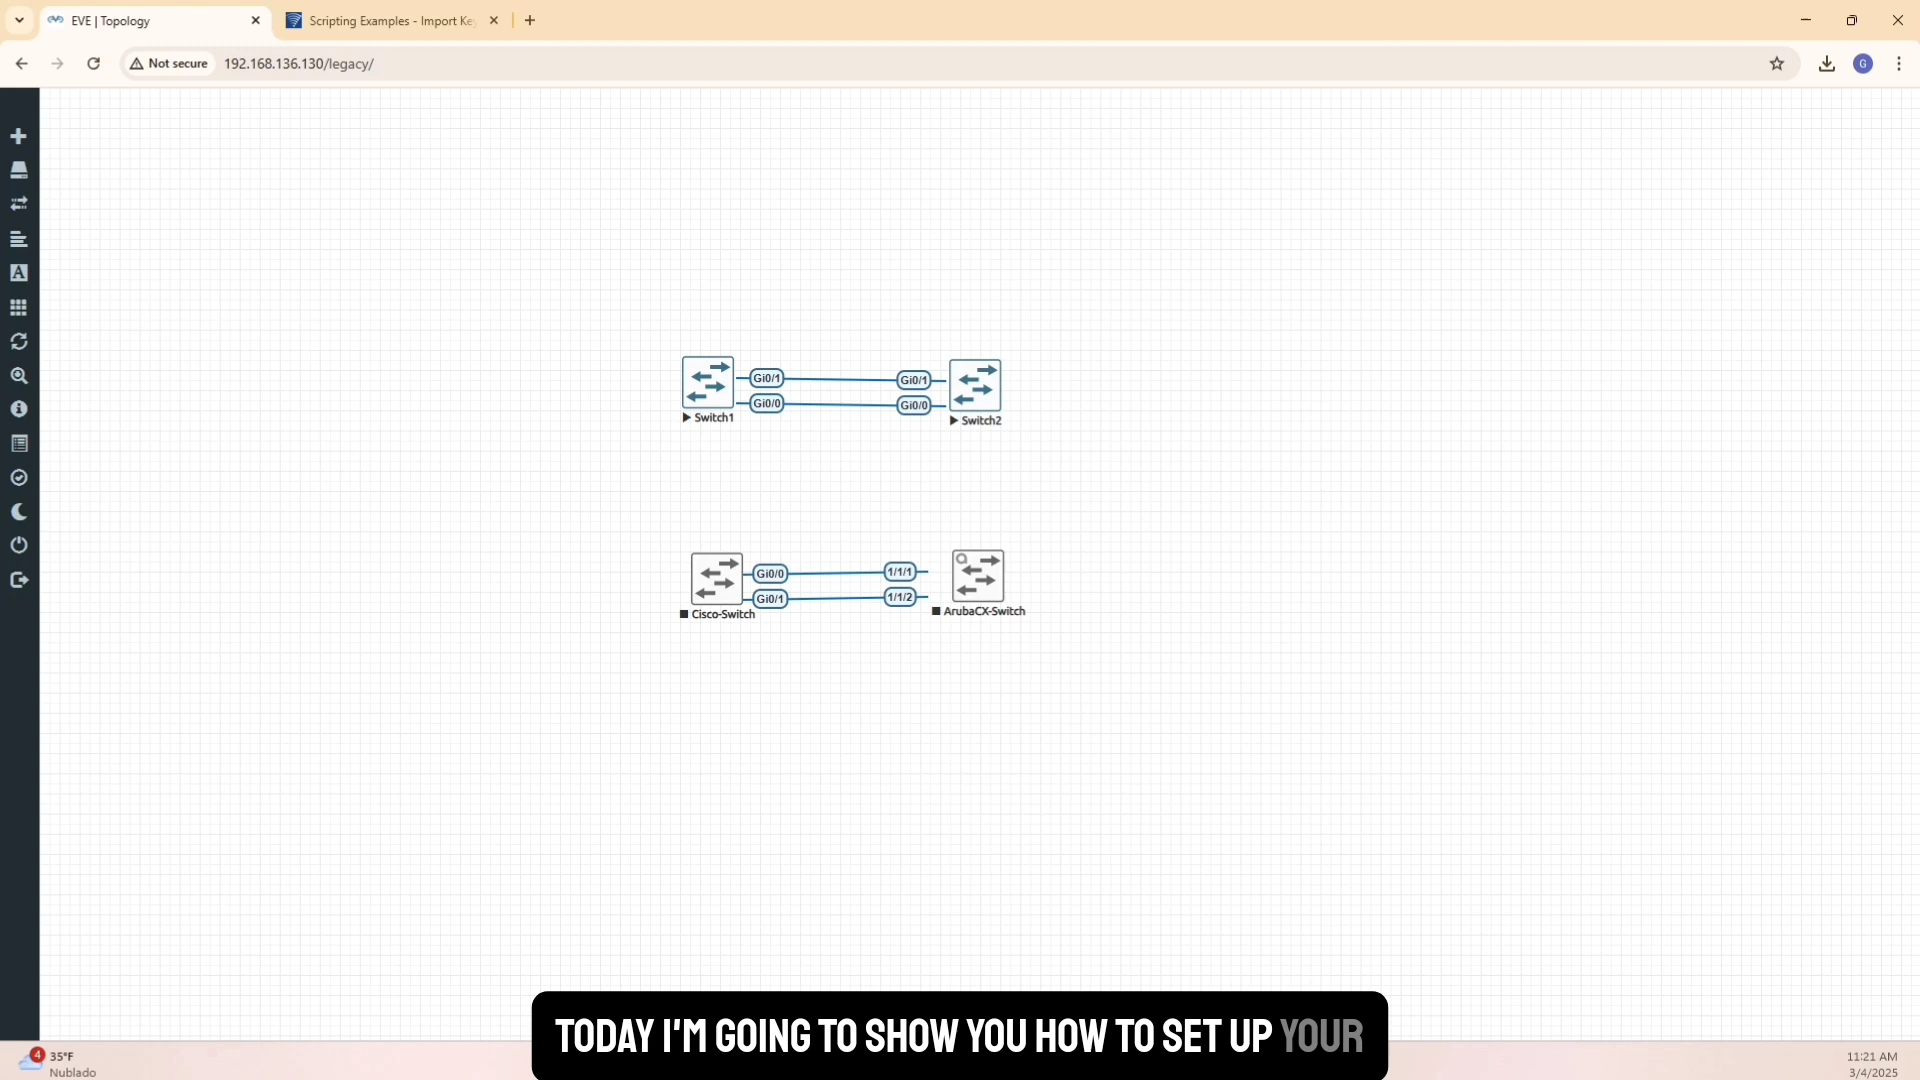 EVE | Topology
Scripting Examples - Import Ke
Not secure
192.168.136.130/legacy/
G
A
Gi0/1
Gi0/1
Gi0/0
Gi0/0
Switch1
Switch2
Gi0/0
1/1/1
Gi0/1
1/1/2
Cisco-Switch
ArubaCX-Switch
TODAY I'M GOING TO SHOW YOU HOW TO SET UP YOUR
4
35°F
Nublado
11:21 AM
3/4/2025